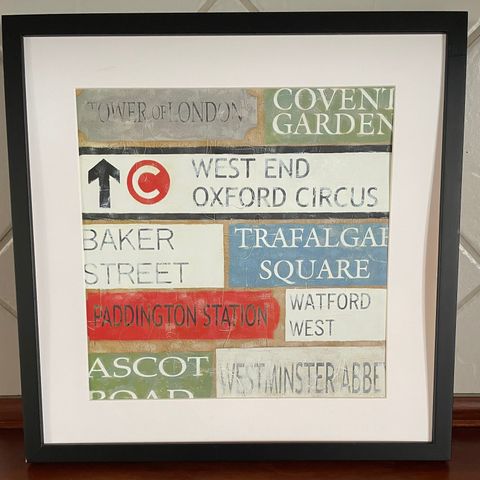 TOWER OF LONDON
COVENT
GARDEN
C WEST END
OXFORD CIRCUS
BAKER
STREET
TRAFALGAR
SQUARE
PADDINGTON STATION
WATFORD
WEST
ASCOT
ROAD
WESTMINSTER ABBEY